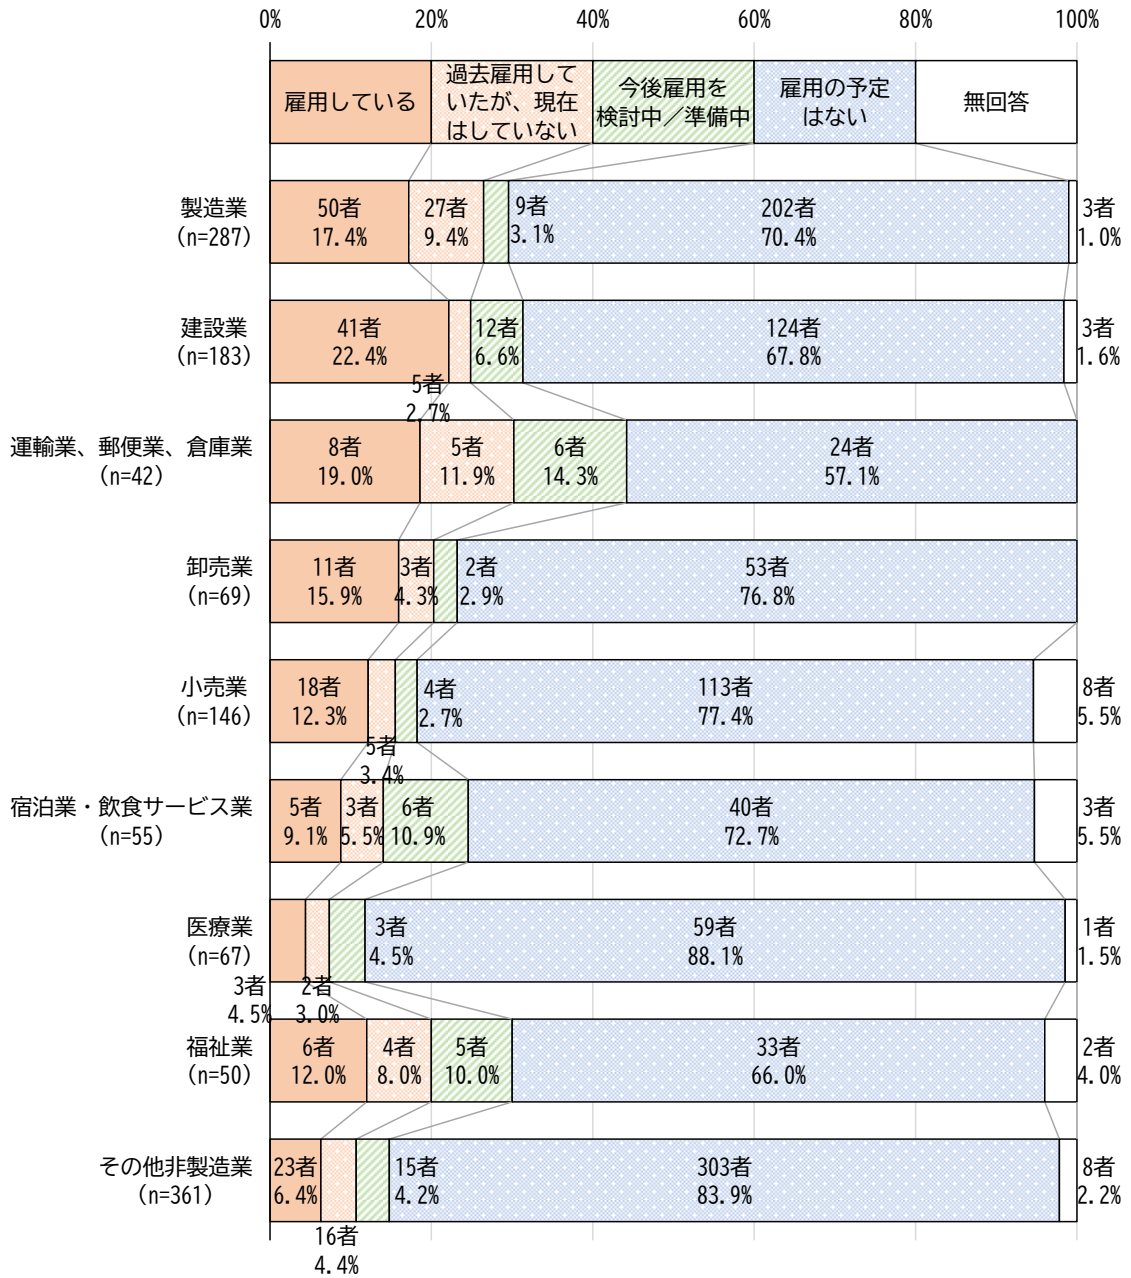 0% 20% 40% 60% 80% 100%
雇用している
過去雇用して
いたが、現在
はしていない
今後雇用を
検討中／準備中
雇用の予定
はない
無回答
製造業
(n=287)
50者
17.4%
27者
9.4%
9者
3.1%
202者
70.4%
3者
1.0%
建設業
(n=183)
41者
22.4%
5者
2.7%
12者
6.6%
124者
67.8%
3者
1.6%
運輸業、郵便業、倉庫業
(n=42)
8者
19.0%
5者
11.9%
6者
14.3%
24者
57.1%
卸売業
(n=69)
11者
15.9%
3者
4.3%
2者
2.9%
53者
76.8%
小売業
(n=146)
18者
12.3%
5者
3.4%
4者
2.7%
113者
77.4%
8者
5.5%
宿泊業・飲食サービス業
(n=55)
5者
9.1%
3者
5.5%
6者
10.9%
40者
72.7%
3者
5.5%
医療業
(n=67)
3者
4.5%
2者
3.0%
3者
4.5%
59者
88.1%
1者
1.5%
福祉業
(n=50)
6者
12.0%
4者
8.0%
5者
10.0%
33者
66.0%
2者
4.0%
その他非製造業
(n=361)
23者
6.4%
16者
4.4%
15者
4.2%
303者
83.9%
8者
2.2%